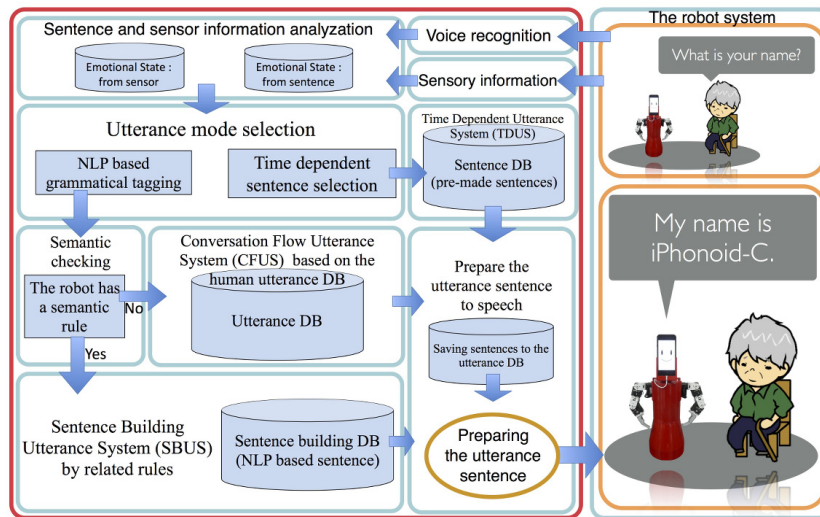 Sentence and sensor information analyzation
Emotional State :
from sensor
Emotional State :
from sentence
Voice recognition
Sensory information
The robot system
What is your name?
Utterance mode selection
NLP based
grammatical tagging
Time dependent
sentence selection
Time Dependent Utterance
System (TDUS)
Sentence DB
(pre-made sentences)
Semantic
checking
The robot has
a semantic
rule
No
Yes
Conversation Flow Utterance
System (CFUS) based on the
human utterance DB
Utterance DB
Prepare the
utterance sentence
to speech
Saving sentences to the
utterance DB
My name is
iPhonoid-C.
Sentence Building
Utterance System (SBUS)
by related rules
Sentence building DB
(NLP based sentence)
Preparing
the utterance
sentence